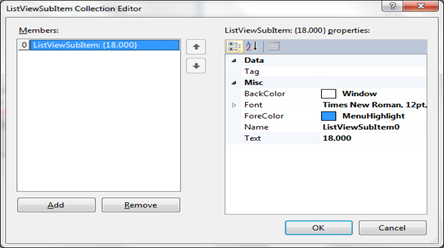 ListViewSubItem Collection Editor
Members:
ListViewSubItem: {18.000} properties:
0 ListViewSubItem: {18.000}
Data
Tag
Misc
BackColor Window
Font Times New Roman, 12pt,
ForeColor MenuHighlight
Name ListViewSubItem0
Text 18.000
Add Remove
OK Cancel